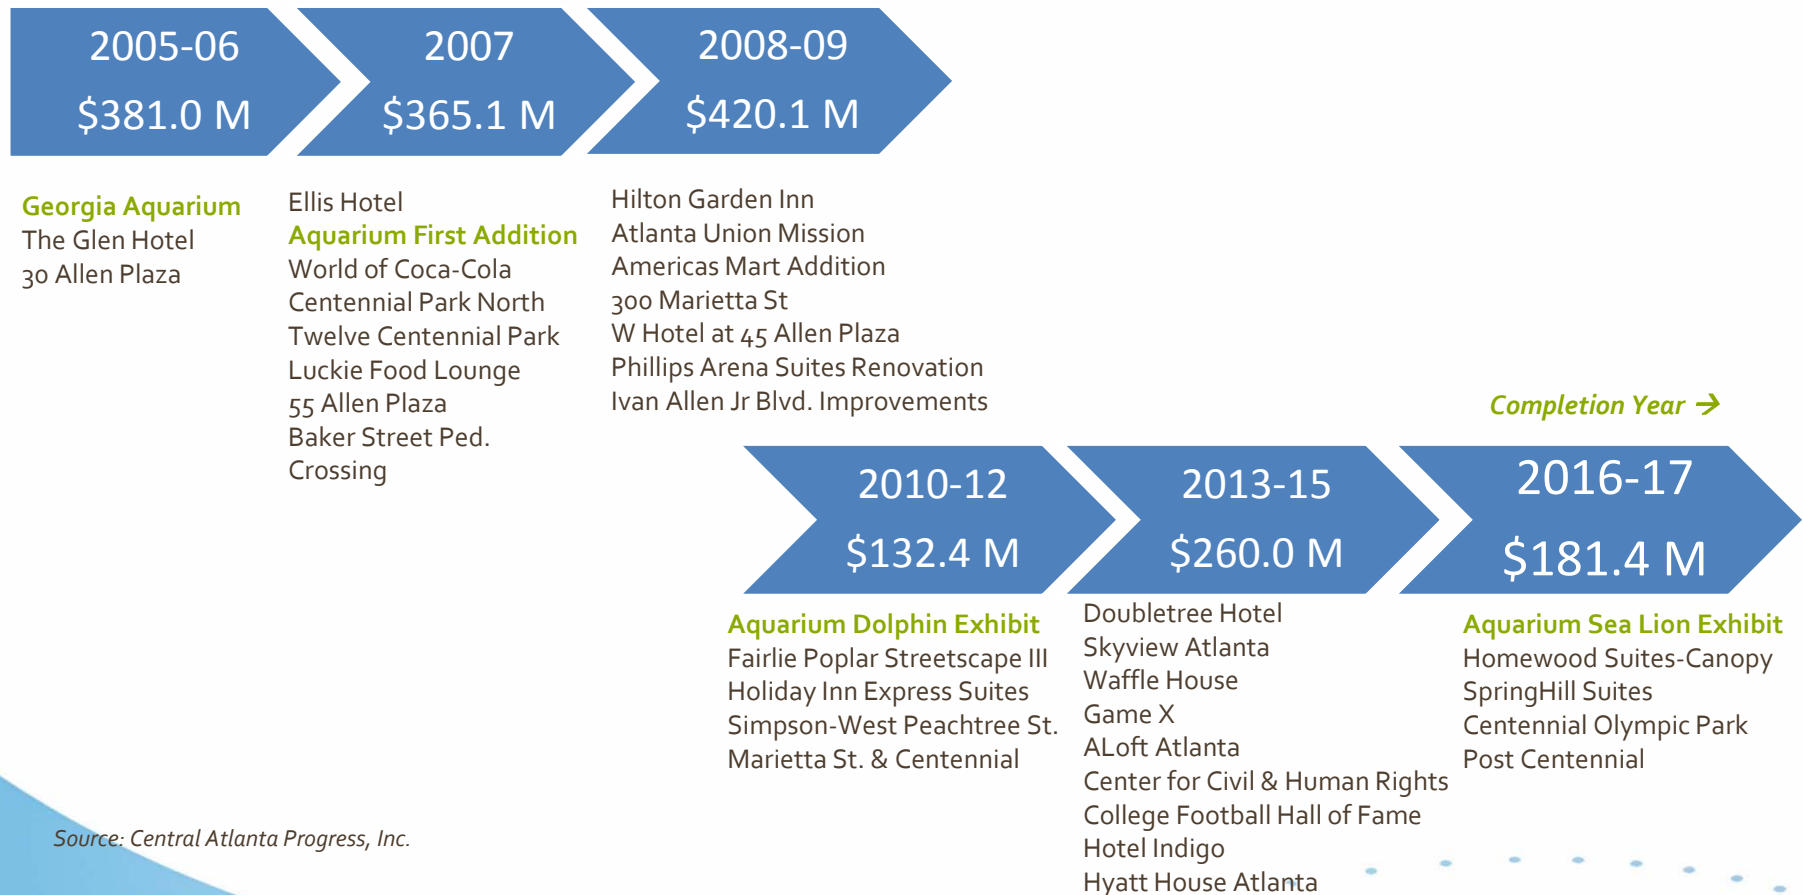 2005-06
$381.0 M
2007
$365.1 M
2008-09
$420.1 M
Georgia Aquarium
The Glen Hotel
30 Allen Plaza
Ellis Hotel
Aquarium First Addition
World of Coca-Cola
Centennial Park North
Twelve Centennial Park
Luckie Food Lounge
55 Allen Plaza
Baker Street Ped.
Crossing
Hilton Garden Inn
Atlanta Union Mission
Americas Mart Addition
300 Marietta St
W Hotel at 45 Allen Plaza
Phillips Arena Suites Renovation
Ivan Allen Jr Blvd. Improvements
Completion Year →
2010-12
$132.4 M
2013-15
$260.0 M
2016-17
$181.4 M
Aquarium Dolphin Exhibit
Fairlie Poplar Streetscape III
Holiday Inn Express Suites
Simpson-West Peachtree St.
Marietta St. & Centennial
Doubletree Hotel
Skyview Atlanta
Waffle House
Game X
ALoft Atlanta
Center for Civil & Human Rights
College Football Hall of Fame
Hotel Indigo
Hyatt House Atlanta
Aquarium Sea Lion Exhibit
Homewood Suites-Canopy
SpringHill Suites
Centennial Olympic Park
Post Centennial
Source: Central Atlanta Progress, Inc.